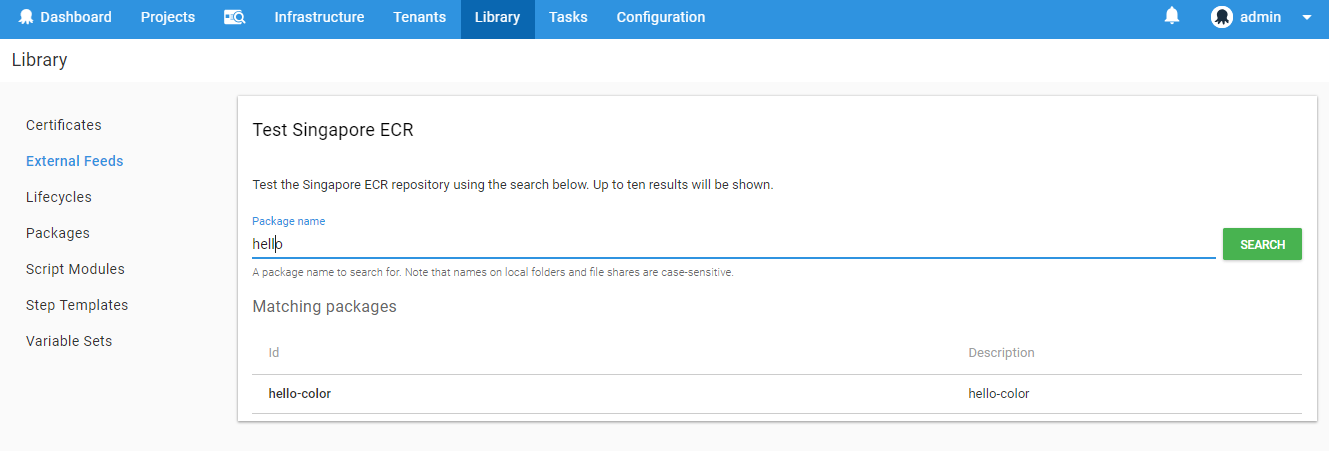 Dashboard Projects Infrastructure Tenants Library Tasks Configuration admin
Library
Certificates
External Feeds
Lifecycles
Packages
Script Modules
Step Templates
Variable Sets
Test Singapore ECR
Test the Singapore ECR repository using the search below. Up to ten results will be shown.
Package name
hello
SEARCH
A package name to search for. Note that names on local folders and file shares are case-sensitive.
Matching packages
Id Description
hello-color hello-color